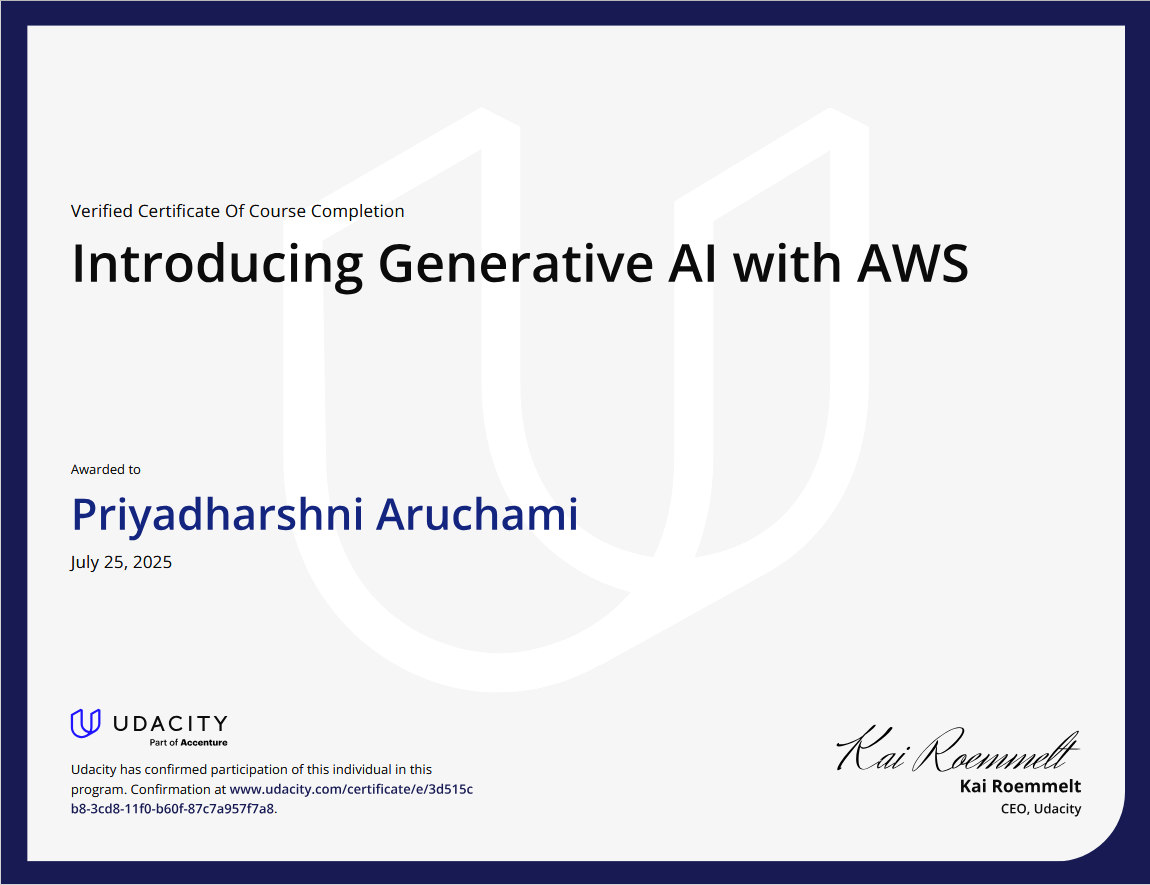 Verified Certificate Of Course Completion
Introducing Generative AI with AWS
Awarded to
Priyadharshni Aruchami
July 25, 2025
UDACITY
Part of Accenture
Udacity has confirmed participation of this individual in this
program. Confirmation at www.udacity.com/certificate/e/3d515c
b8-3cd8-11f0-b60f-87c7a957f7a8.
Kai Roemmelt
Kai Roemmelt
CEO, Udacity